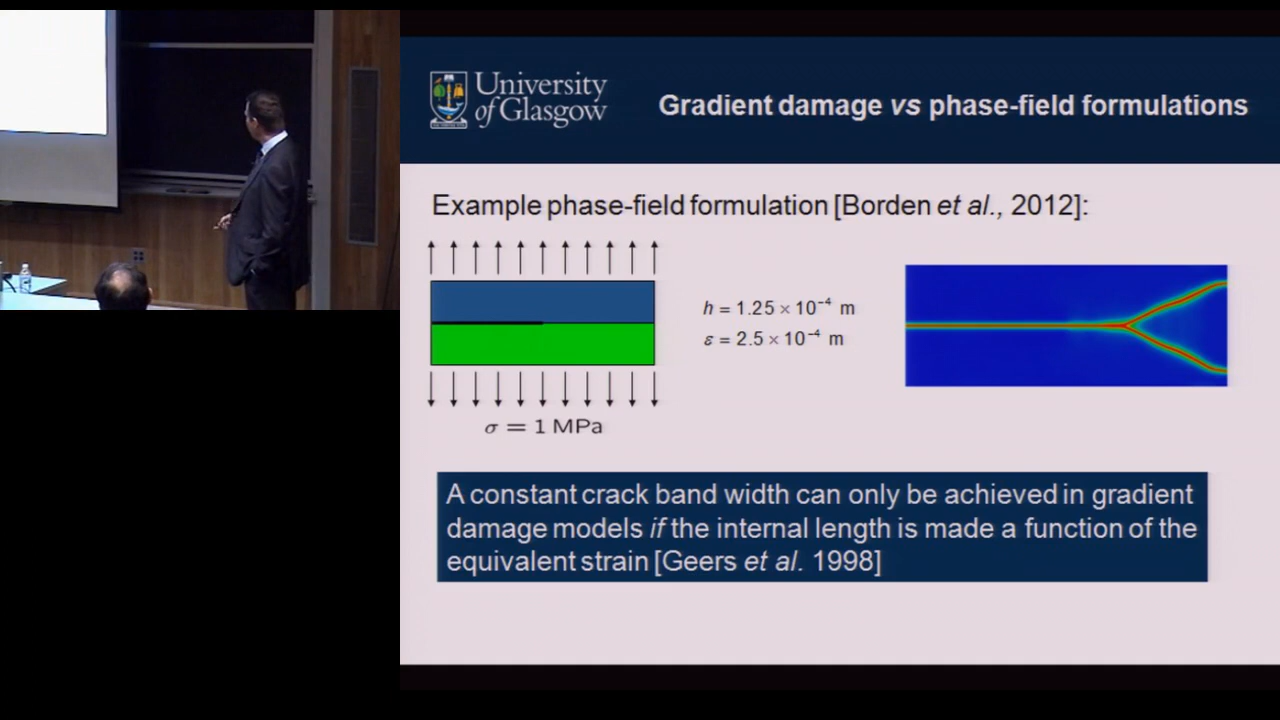 University
of Glasgow
Gradient damage vs phase-field formulations
Example phase-field formulation [Borden et al., 2012]:
h = 1.25 × 10⁻⁴ m
ε = 2.5 × 10⁻⁴ m
σ = 1 MPa
A constant crack band width can only be achieved in gradient
damage models if the internal length is made a function of the
equivalent strain [Geers et al. 1998]